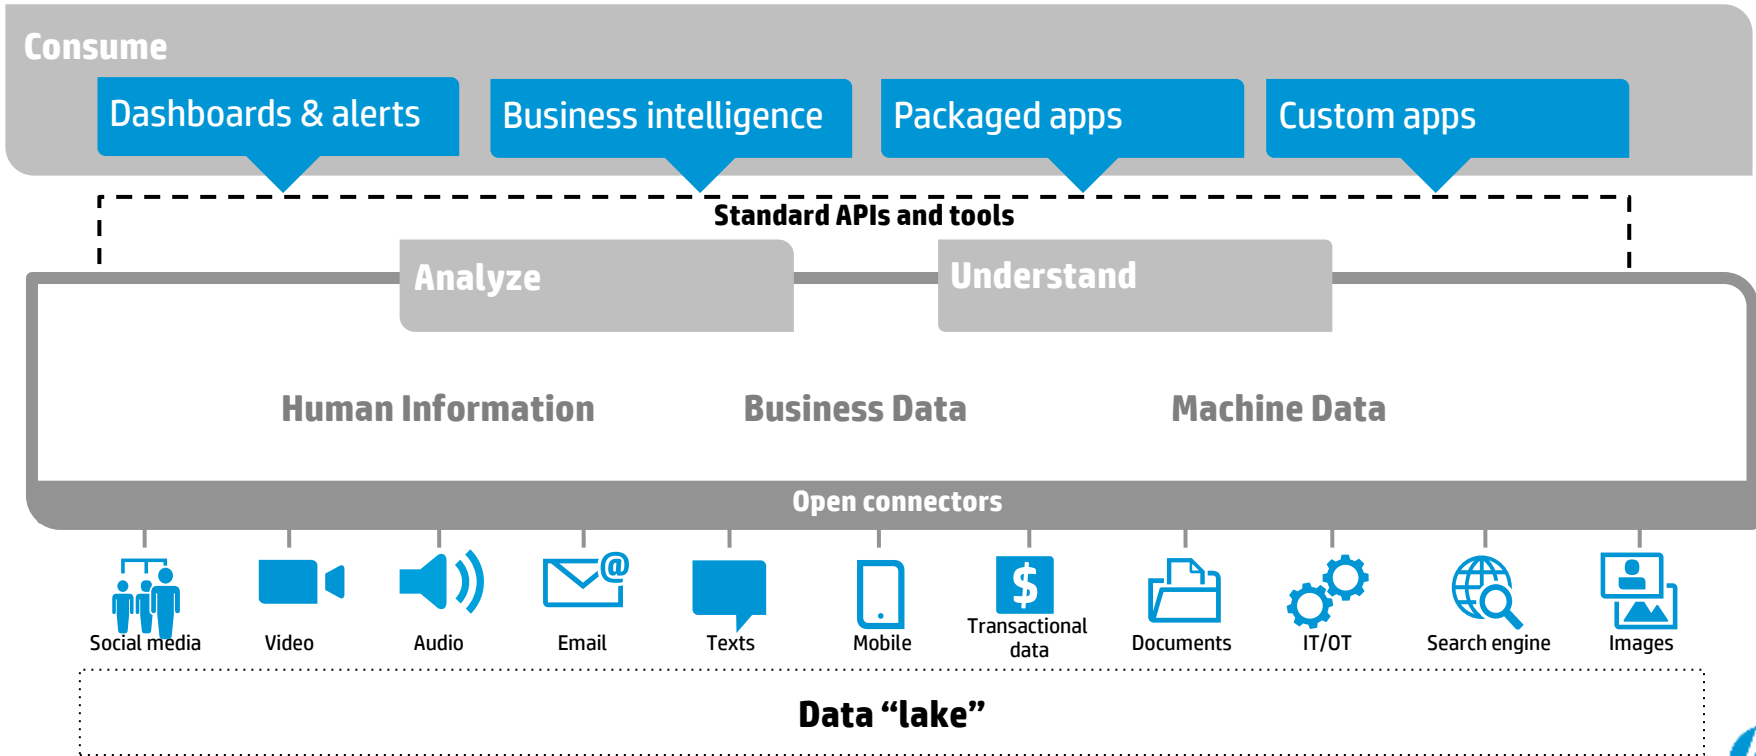 Consume
Dashboards & alerts
Business intelligence
Packaged apps
Custom apps
Standard APIs and tools
Analyze
Understand
Human Information
Business Data
Machine Data
Open connectors
@
$
Social media
Video
Audio
Email
Texts
Mobile
Transactional
data
Documents
IT/OT
Search engine
Images
Data “lake”